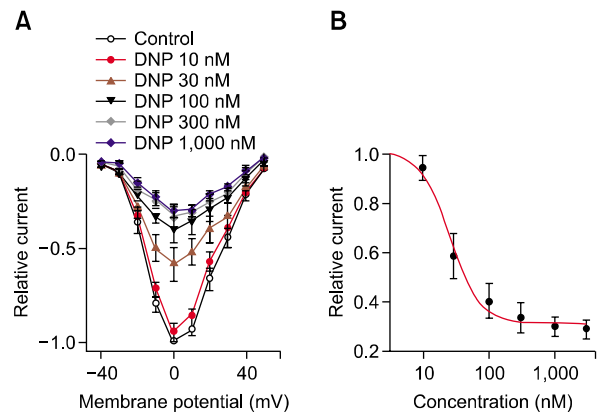 A
Control
DNP 10 nM
DNP 30 nM
DNP 100 nM
DNP 300 nM
DNP 1,000 nM
0.0
−0.5
−1.0
Relative current
−40
0
40
Membrane potential (mV)
B
1.0
0.8
0.6
0.4
0.2
Relative current
10
100
1,000
Concentration (nM)